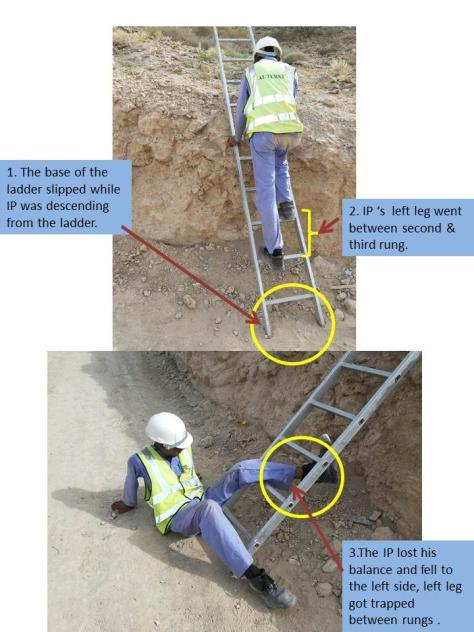 AL TURKI
1. The base of the
ladder slipped while
IP was descending
from the ladder.
2. IP ‘s  left leg went
between second &
third rung.
3.The IP lost his
balance and fell to
the left side, left leg
got trapped
between rungs .